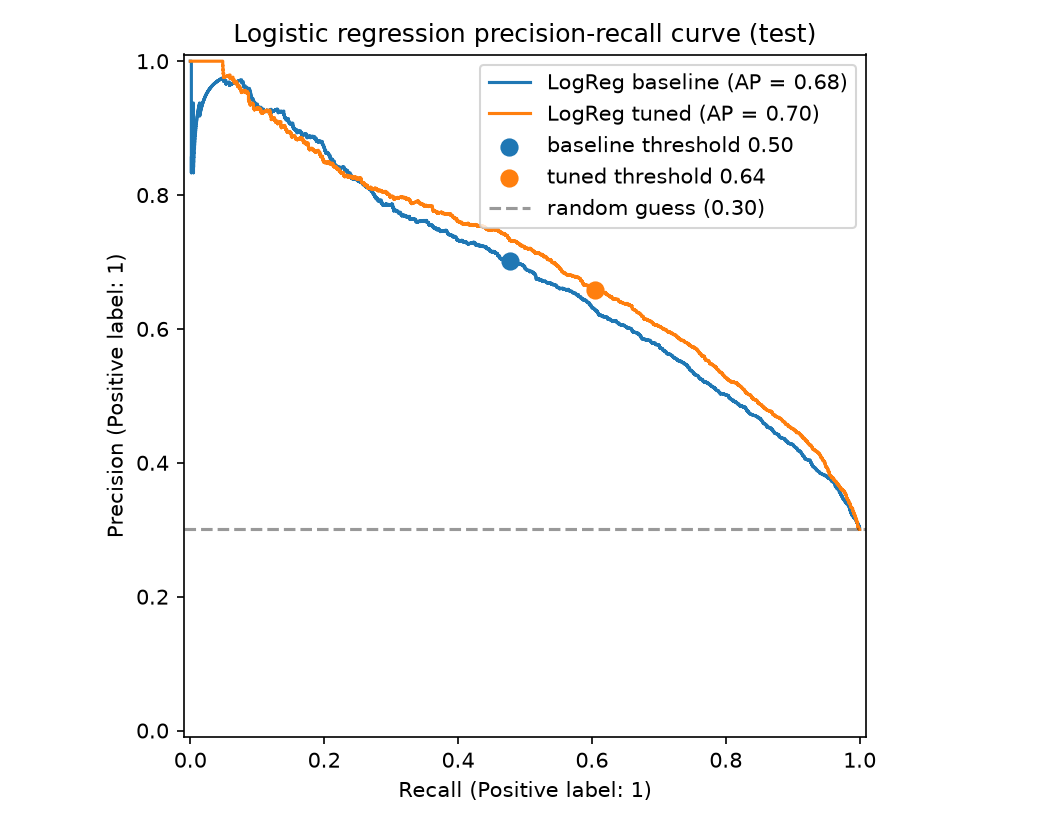 Logistic regression precision-recall curve (test)
LogReg baseline (AP = 0.68)
LogReg tuned (AP = 0.70)
baseline threshold 0.50
tuned threshold 0.64
random guess (0.30)
Precision (Positive label: 1)
1.0
0.8
0.6
0.4
0.2
0.0
0.0 0.2 0.4 0.6 0.8 1.0
Recall (Positive label: 1)